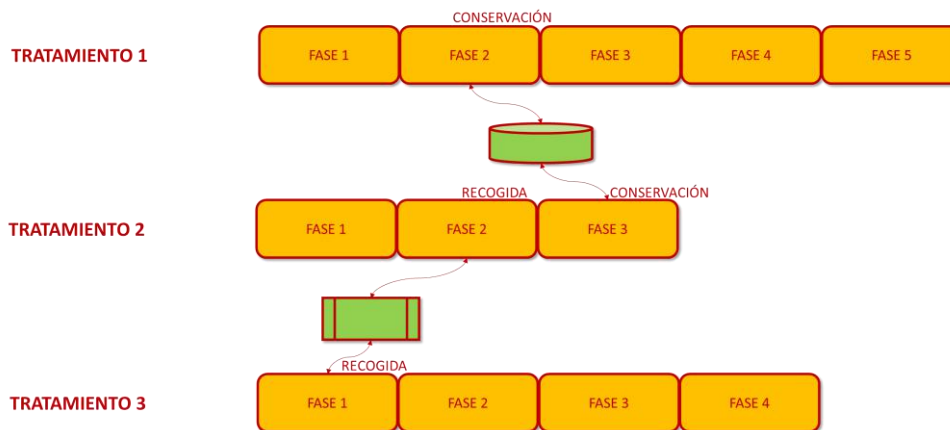 CONSERVACIÓN
TRATAMIENTO 1 FASE 1 FASE 2 FASE 3 FASE 4 FASE 5
RECOGIDA CONSERVACIÓN
TRATAMIENTO 2 FASE 1 FASE 2 FASE 3
RECOGIDA
TRATAMIENTO 3 FASE 1 FASE 2 FASE 3 FASE 4